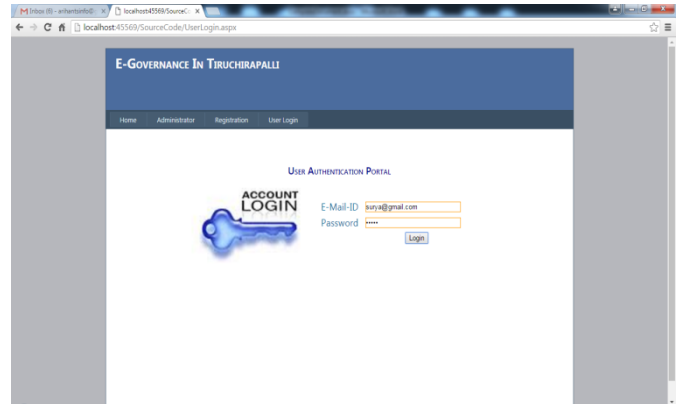 Inbox (6) - arihantsinfo@
localhost:45569/SourceC
localhost:45569/SourceCode/UserLogin.aspx
E-Governance In Tiruchirapalli
Home Administrator Registration User Login
User Authentication Portal
ACCOUNT
LOGIN
E-Mail-ID surya@gmail.com
Password •••••
Login